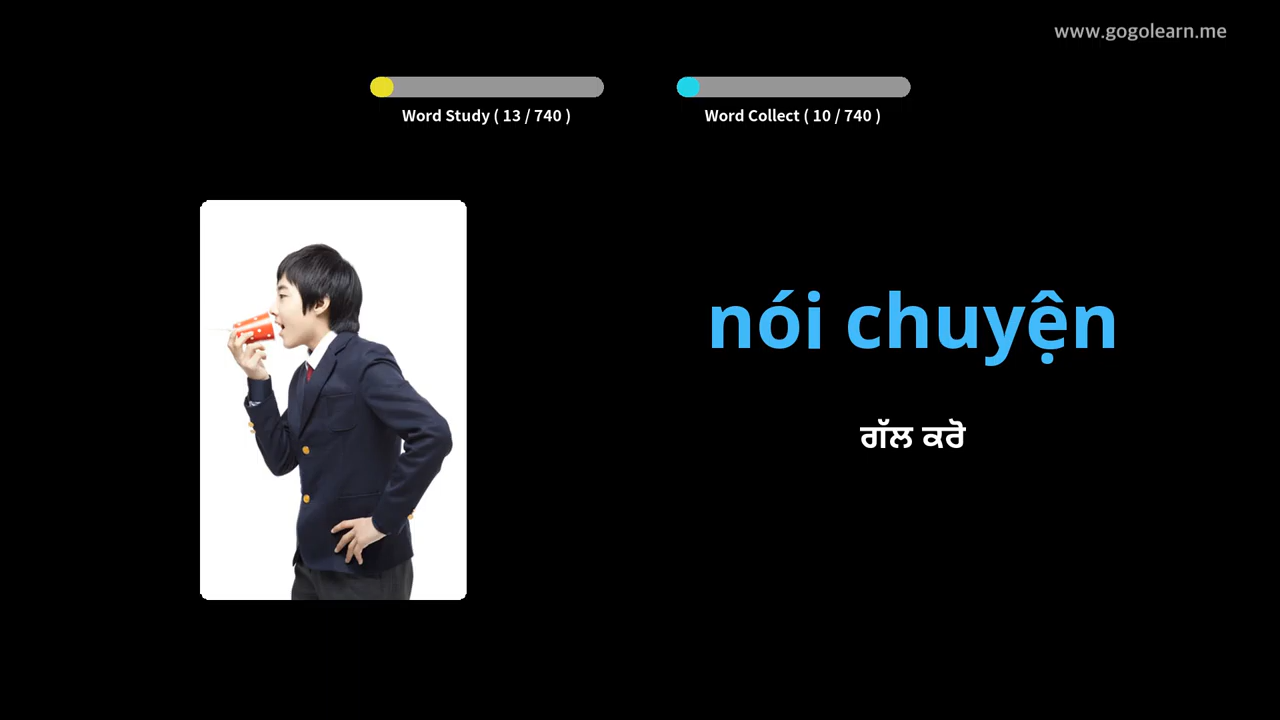 www.gogolearn.me
Word Study ( 13 / 740 )
Word Collect ( 10 / 740 )
nói chuyện
ਗੱਲ ਕਰੋ